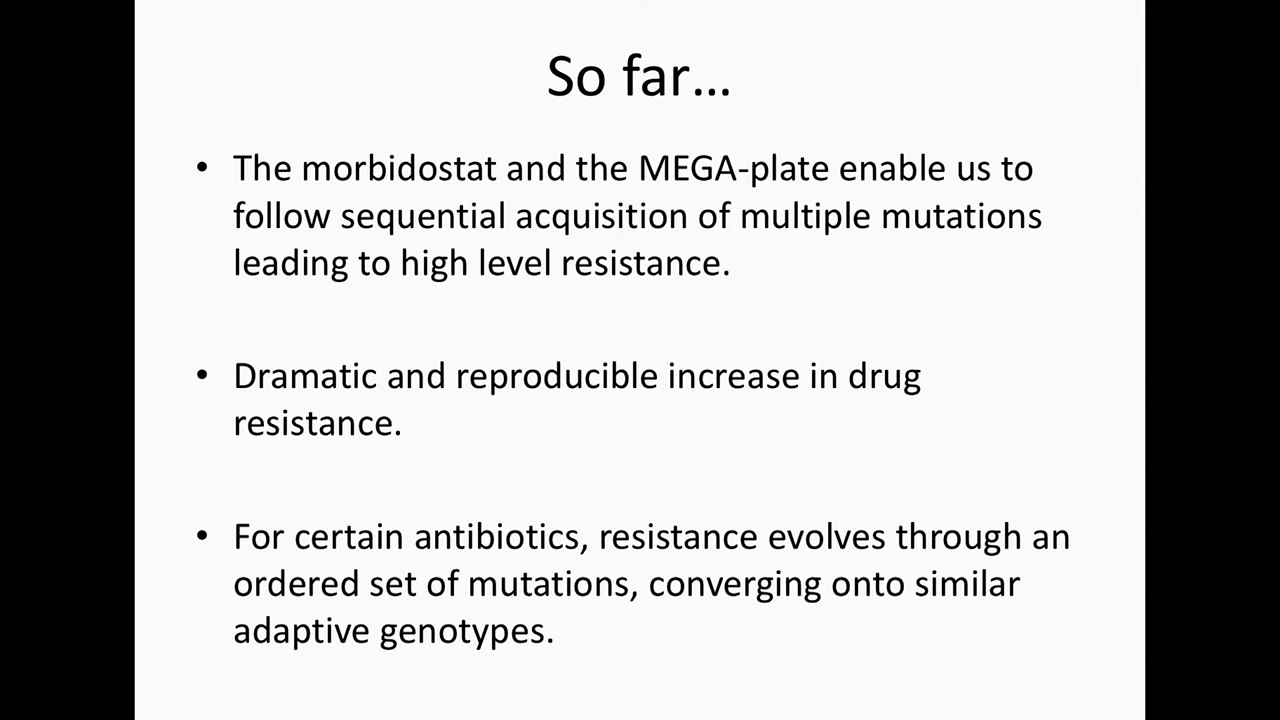 So far...
• The morbidostat and the MEGA-plate enable us to
follow sequential acquisition of multiple mutations
leading to high level resistance.
• Dramatic and reproducible increase in drug
resistance.
• For certain antibiotics, resistance evolves through an
ordered set of mutations, converging onto similar
adaptive genotypes.